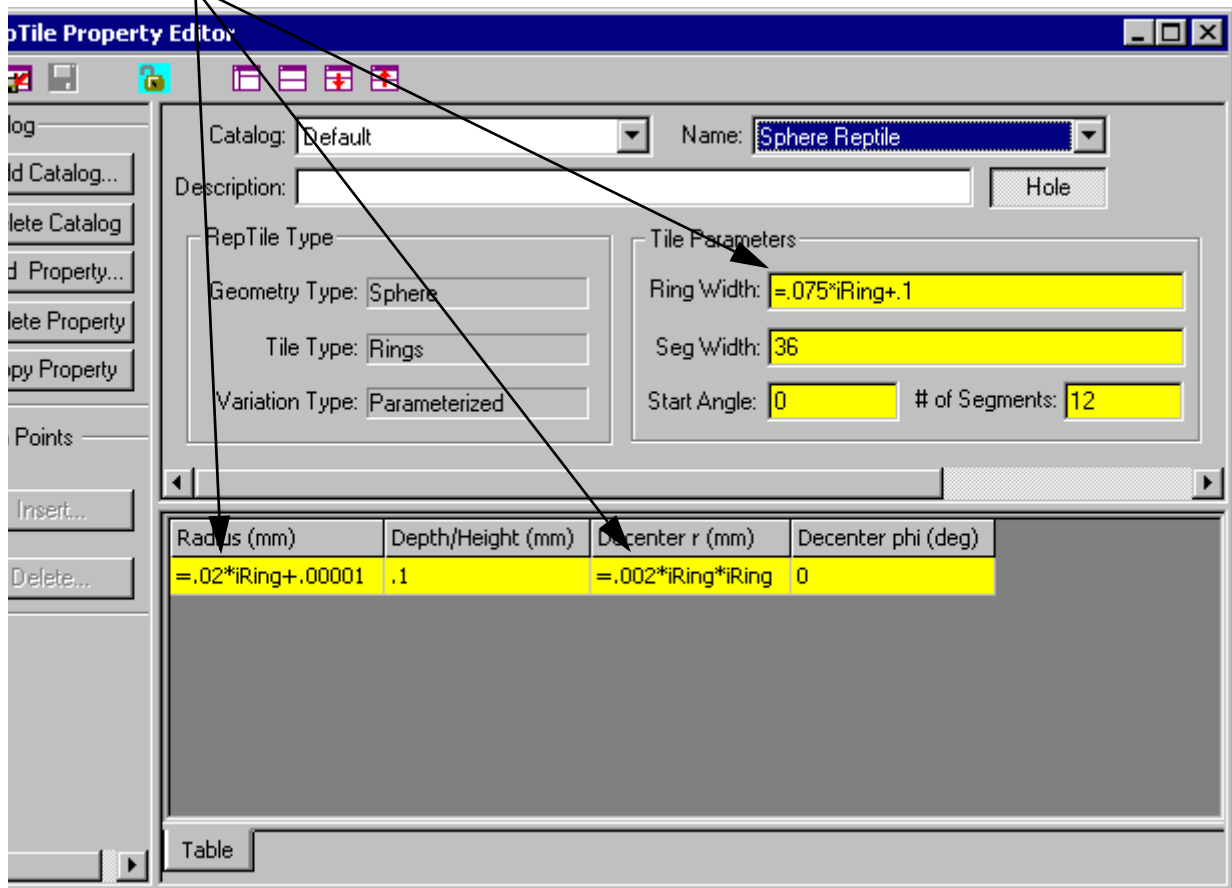 pTile Property Editor
log
Catalog: Default Name: Sphere Reptile
ld Catalog...
Description: Hole
lete Catalog
RepTile Type
Tile Parameters
d Property...
Geometry Type: Sphere
Ring Width: =.075*iRing+.1
lete Property
Tile Type: Rings
Seg Width: 36
opy Property
Variation Type: Parameterized
Start Angle: 0 # of Segments: 12
Points
Insert...
Radius (mm) Depth/Height (mm) Decenter r (mm) Decenter phi (deg)
=.02*iRing+.00001 .1 =.002*iRing*iRing 0
Delete...
Table